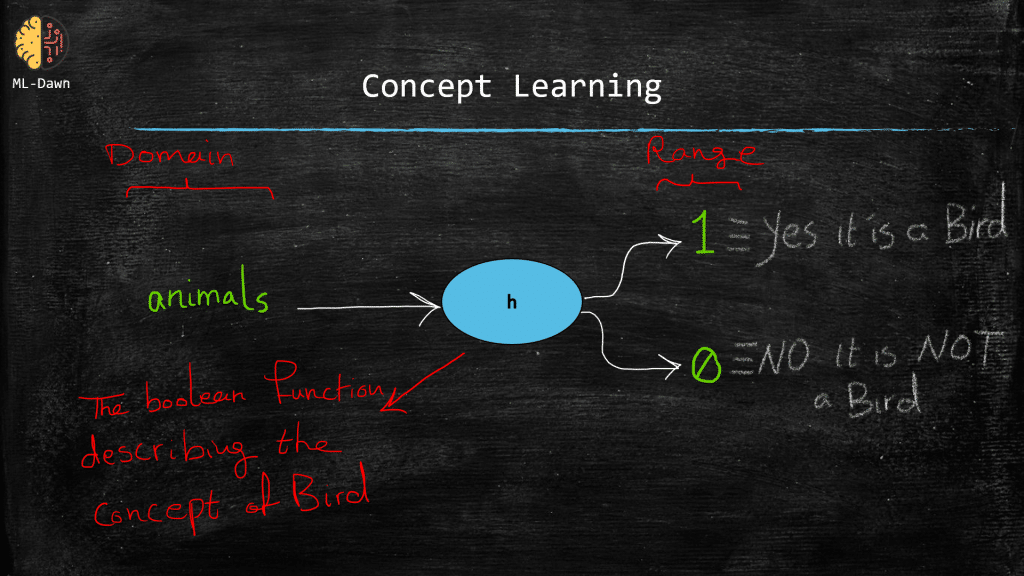 ML-Dawn
Concept Learning
Domain
Range
1 ≡ Yes it is a Bird
animals
h
0 ≡ NO it is NOT
a Bird
The boolean function
describing the
concept of Bird